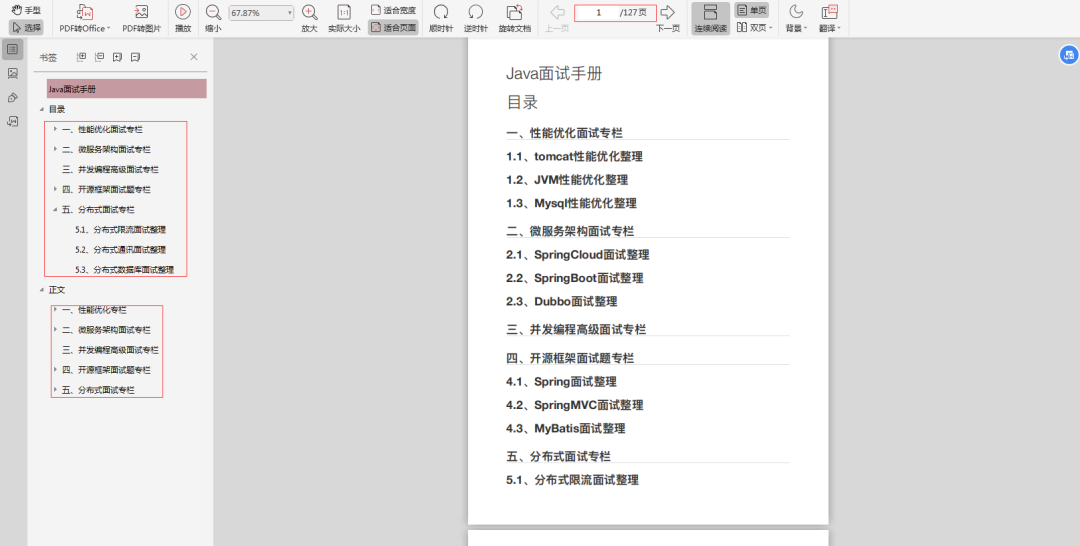 手型
选择
PDF转Office
PDF转图片
播放
缩小
67.87%
放大
1:1
实际大小
适合宽度
适合页面
顺时针
逆时针
旋转文档
上一页
1 /127页
下一页
连续阅读
单页
双页
背景
翻译
书签
Java面试手册
目录
一、性能优化面试专栏
二、微服务架构面试专栏
三、并发编程高级面试专栏
四、开源框架面试题专栏
五、分布式面试专栏
5.1、分布式限流面试整理
5.2、分布式通讯面试整理
5.3、分布式数据库面试整理
正文
一、性能优化专栏
二、微服务架构面试专栏
三、并发编程高级面试专栏
四、开源框架面试题专栏
五、分布式面试专栏
Java面试手册
目录
一、性能优化面试专栏
1.1、tomcat性能优化整理
1.2、JVM性能优化整理
1.3、Mysql性能优化整理
二、微服务架构面试专栏
2.1、SpringCloud面试整理
2.2、SpringBoot面试整理
2.3、Dubbo面试整理
三、并发编程高级面试专栏
四、开源框架面试题专栏
4.1、Spring面试整理
4.2、SpringMVC面试整理
4.3、MyBatis面试整理
五、分布式面试专栏
5.1、分布式限流面试整理